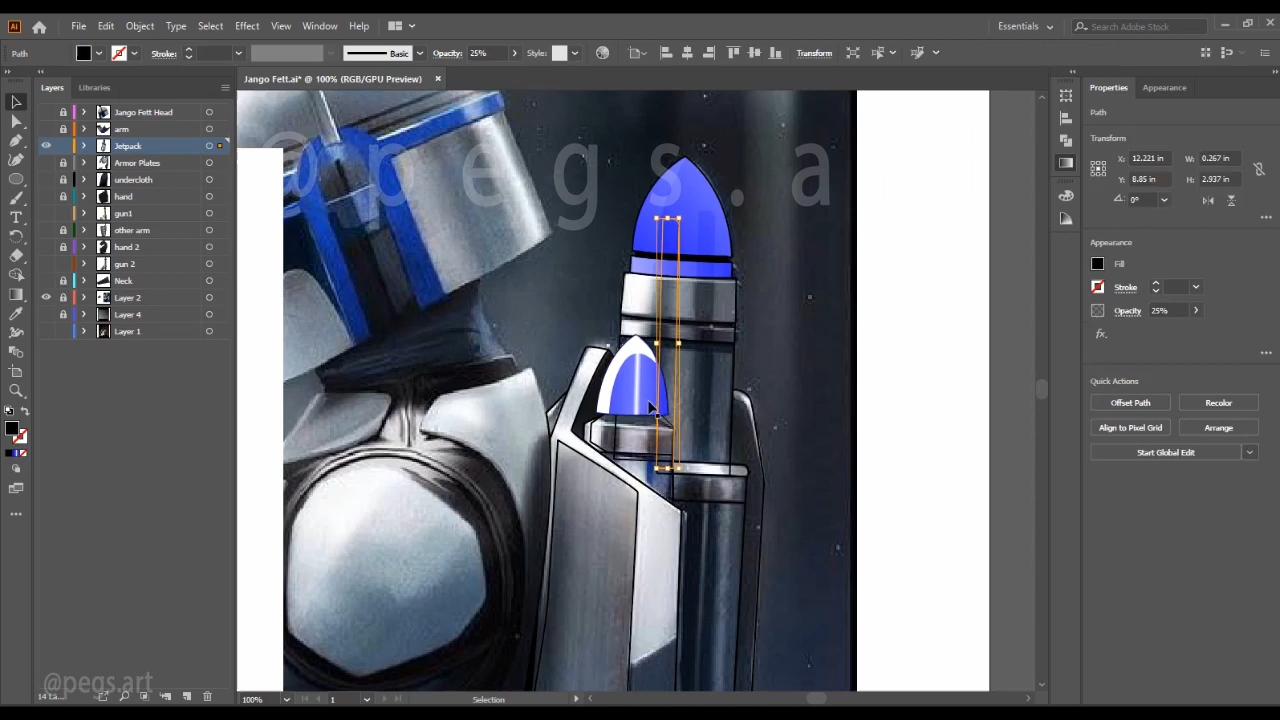 Ai File Edit Object Type Select Effect View Window Help Essentials Search Adobe Stock
Path Stroke: Basic Opacity: 25% Style: Transform
Layers Libraries
Jango Fett.ai* @ 100% (RGB/GPU Preview)
Properties Appearance
Jango Fett Head
arm
Jetpack
Armor Plates
undercloth
hand
gun1
other arm
hand 2
gun 2
Neck
Layer 2
Layer 4
Layer 1
@pegs.a
Path
Transform
X: 12.221 in W: 0.267 in
Y: 8.85 in H: 2.937 in
0°
Appearance
Fill
Stroke
Opacity 25%
fx.
Quick Actions
Offset Path Recolor
Align to Pixel Grid Arrange
Start Global Edit
@pegs.art
14 La...
100% 1 Selection